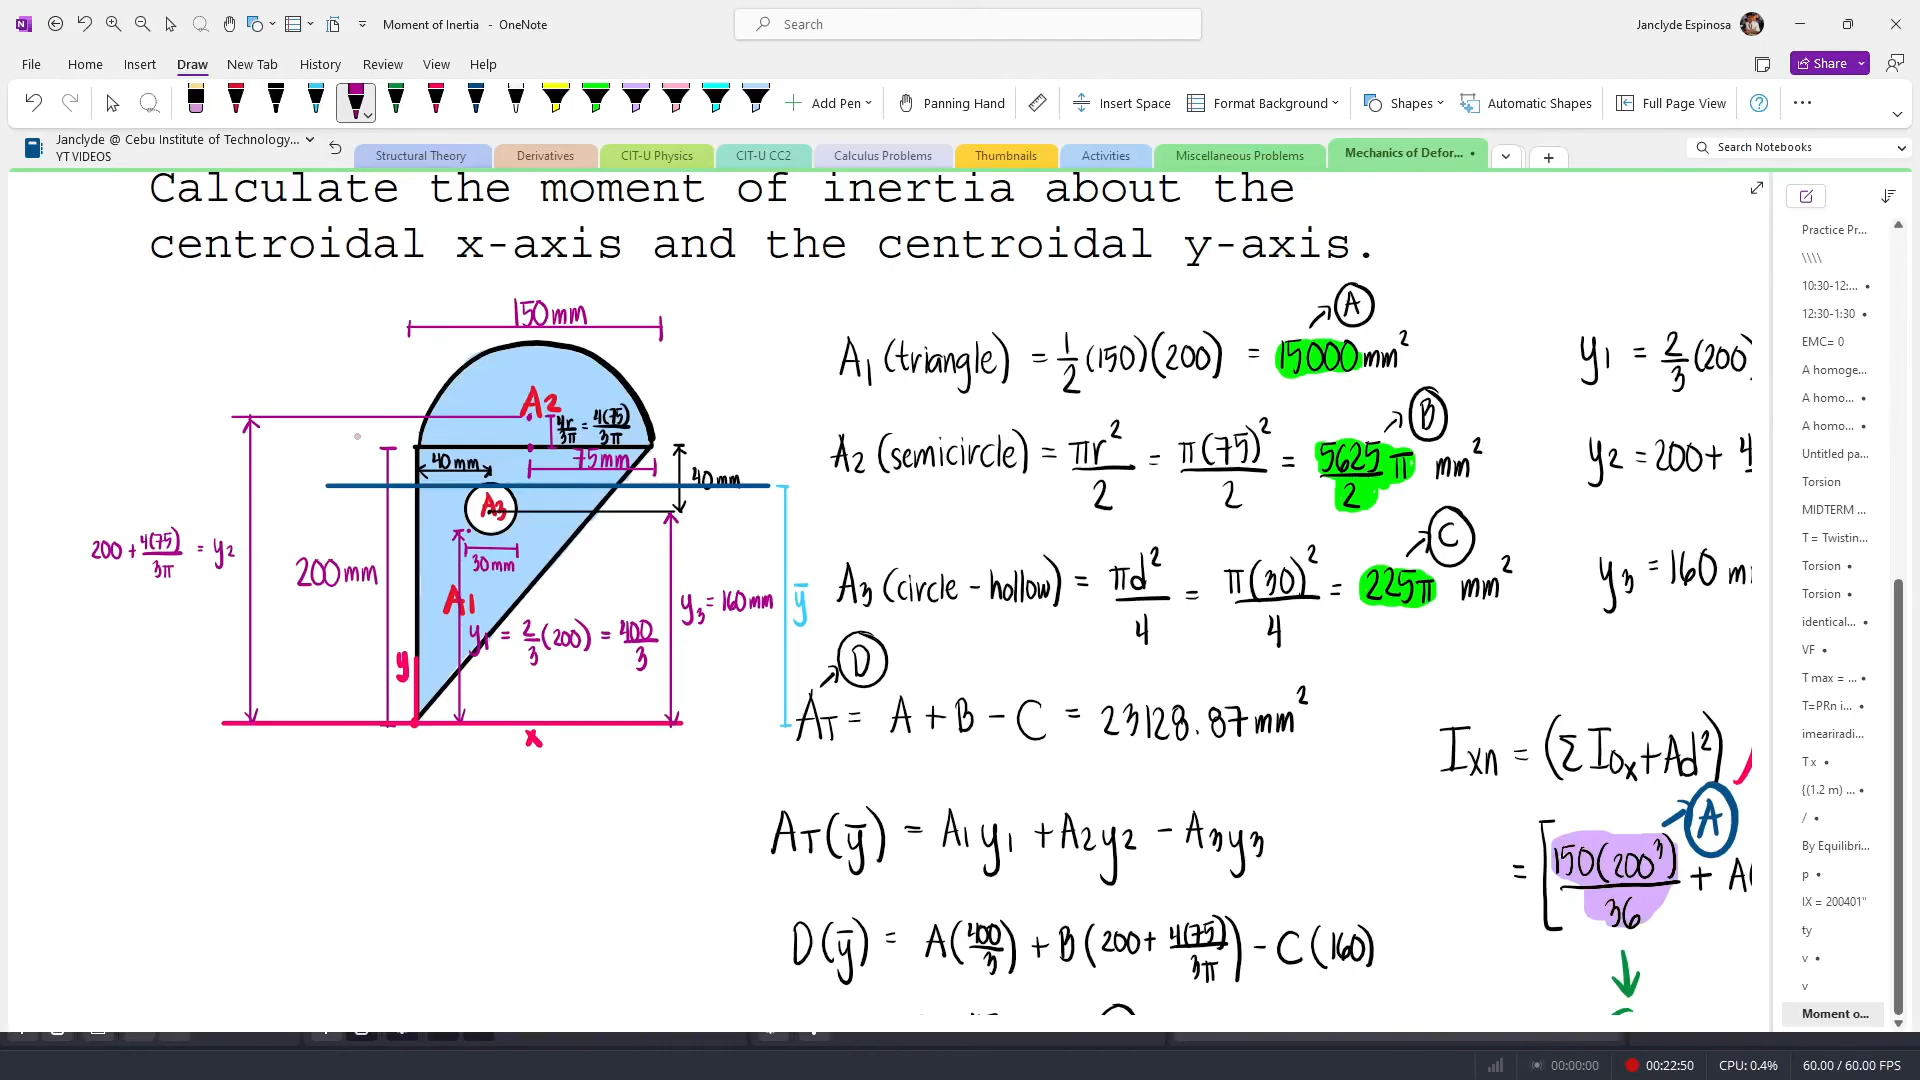 Moment of Inertia - OneNote
Search
Janclyde Espinosa
File Home Insert Draw New Tab History Review View Help
Share
Add Pen
Panning Hand
Insert Space
Format Background
Shapes
Automatic Shapes
Full Page View
Janclyde @ Cebu Institute of Technology...
YT VIDEOS
Structural Theory
Derivatives
CIT-U Physics
CIT-U CC2
Calculus Problems
Thumbnails
Activities
Miscellaneous Problems
Mechanics of Defor...
Search Notebooks
Calculate the moment of inertia about the
centroidal x-axis and the centroidal y-axis.
150mm
A2
4r/3π = 4(75)/3π
40mm
75mm
40mm
A3
200 + 4(75)/3π = y2
200mm
30mm
A1
y1 = 2/3 (200) = 400/3
y3 = 160mm
ȳ
y
x
A1 (triangle) = 1/2 (150)(200) = 15000 mm² → A
A2 (semicircle) = πr²/2 = π(75)²/2 = 5625π/2 mm² → B
A3 (circle - hollow) = πd²/4 = π(30)²/4 = 225π mm² → C
AT = A + B - C = 23128.87mm² → D
AT(ȳ) = A1y1 + A2y2 - A3y3
D(ȳ) = A(400/3) + B(200 + 4(75)/3π) - C(160)
y1 = 2/3 (200)
y2 = 200 + 4
y3 = 160 m
Ixn = (Σ Iox + Ad²)
= [150(200³)/36 + A(
A
Practice Pr...
\\\\
10:30-12:...
12:30-1:30
EMC= 0
A homoge...
A homo...
A homo...
Untitled pa...
Torsion
MIDTERM ...
T = Twistin...
Torsion
Torsion
identical...
VF
T max = ...
T=PRn i...
imeariradi...
T x
{(1.2 m) ...
/
By Equilibri...
p
IX = 200401"
ty
v
v
Moment o...
00:00:00
00:22:50
CPU: 0.4%
60.00 / 60.00 FPS